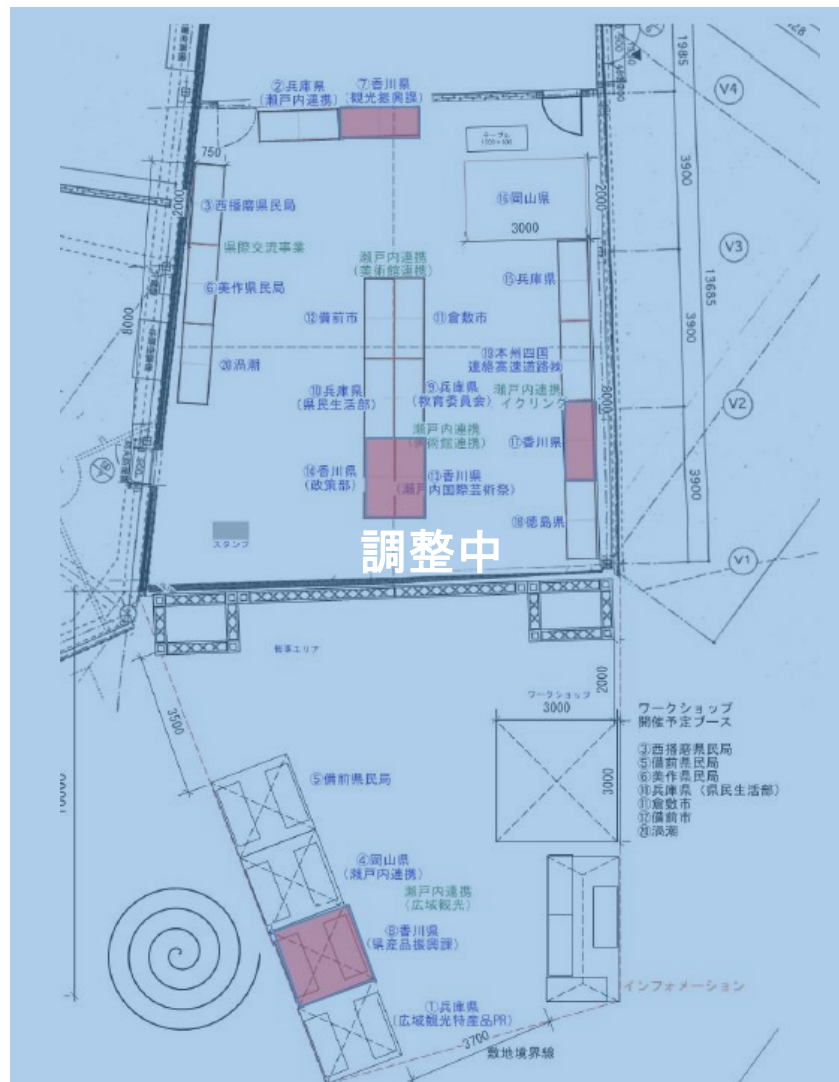 1985
②兵庫県
(瀬戸内連携)
⑦香川県
(観光振興課)
V4
テーブル
750
2000
③西播磨県民局
⑯岡山県
3000
2000
3900
県際交流事業
瀬戸内連携
(美術館連携)
V3
⑥美作県民局
⑮兵庫県
13685
8000
⑫備前市
⑪倉敷市
3900
⑳渦潮
⑲本州四国
連絡高速道路㈱
⑩兵庫県
(県民生活部)
⑨兵庫県
(教育委員会)
瀬戸内連携
イクリング
8000
V2
瀬戸内連携
(美術館連携)
⑪香川県
⑭香川県
(政策部)
⑬香川県
(瀬戸内国際芸術祭)
3900
⑱徳島県
スタンプ
調整中
V1
催事エリア
2000
3500
ワークショップ
3000
3000
ワークショップ
開催予定ブース
③西播磨県民局
⑤備前県民局
⑥美作県民局
⑩兵庫県(県民生活部)
⑪倉敷市
⑫備前市
⑳渦潮
⑤備前県民局
④岡山県
(瀬戸内連携)
瀬戸内連携
(広域観光)
⑧香川県
(県産品振興課)
インフォメーション
①兵庫県
(広域観光特産品PR)
3700
敷地境界線